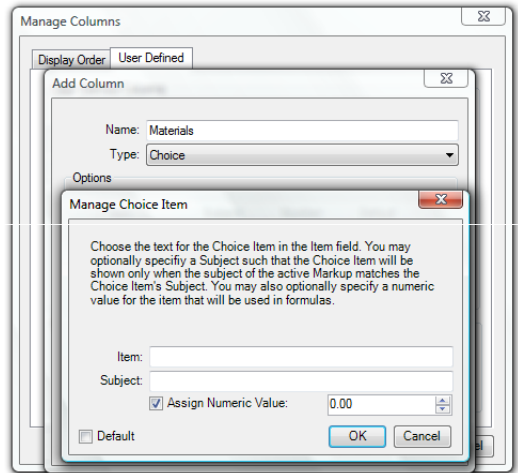 Manage Columns
Display Order User Defined
Add Column
Name: Materials
Type: Choice
Options
Manage Choice Item
Choose the text for the Choice Item in the Item field. You may
optionally specifiy a Subject such that the Choice Item will be
shown only when the subject of the active Markup matches the
Choice Item's Subject. You may also optionally specify a numeric
value for the item that will be used in formulas.
Item:
Subject:
Assign Numeric Value: 0.00
Default OK Cancel